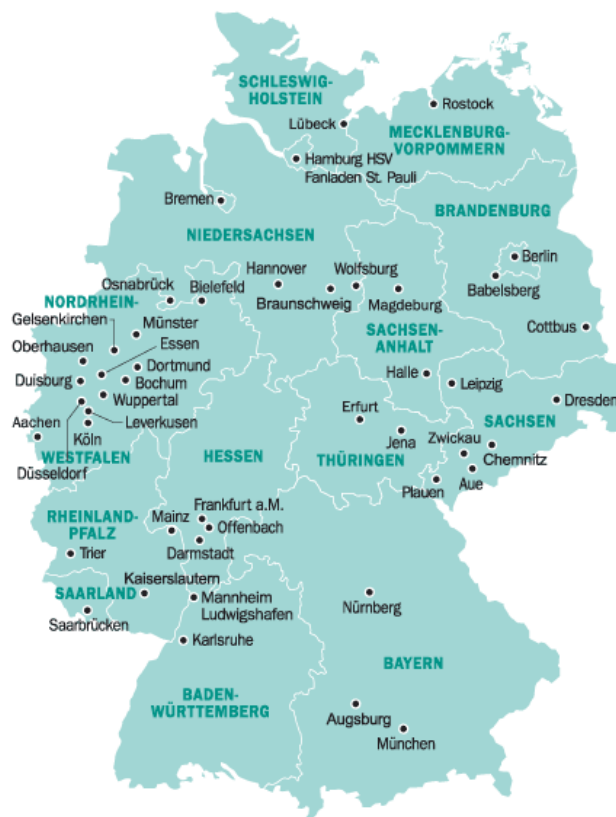 SCHLESWIG-
HOLSTEIN
Rostock
Lübeck
MECKLENBURG-
VORPOMMERN
Hamburg HSV
Fanladen St. Pauli
Bremen
BRANDENBURG
NIEDERSACHSEN
Berlin
Hannover
Wolfsburg
Osnabrück
Bielefeld
Babelsberg
Braunschweig
Magdeburg
NORDRHEIN-
Gelsenkirchen
Münster
Cottbus
SACHSEN-
ANHALT
Essen
Oberhausen
Dortmund
Halle
Duisburg
Bochum
Leipzig
Wuppertal
Dresden
Erfurt
Leverkusen
SACHSEN
Aachen
Jena
Zwickau
Köln
Chemnitz
WESTFALEN
HESSEN
THÜRINGEN
Aue
Düsseldorf
Plauen
Frankfurt a.M.
RHEINLAND-
PFALZ
Mainz
Offenbach
Trier
Darmstadt
Kaiserslautern
SAARLAND
Mannheim
Ludwigshafen
Nürnberg
Saarbrücken
Karlsruhe
BAYERN
BADEN-
WÜRTTEMBERG
Augsburg
München